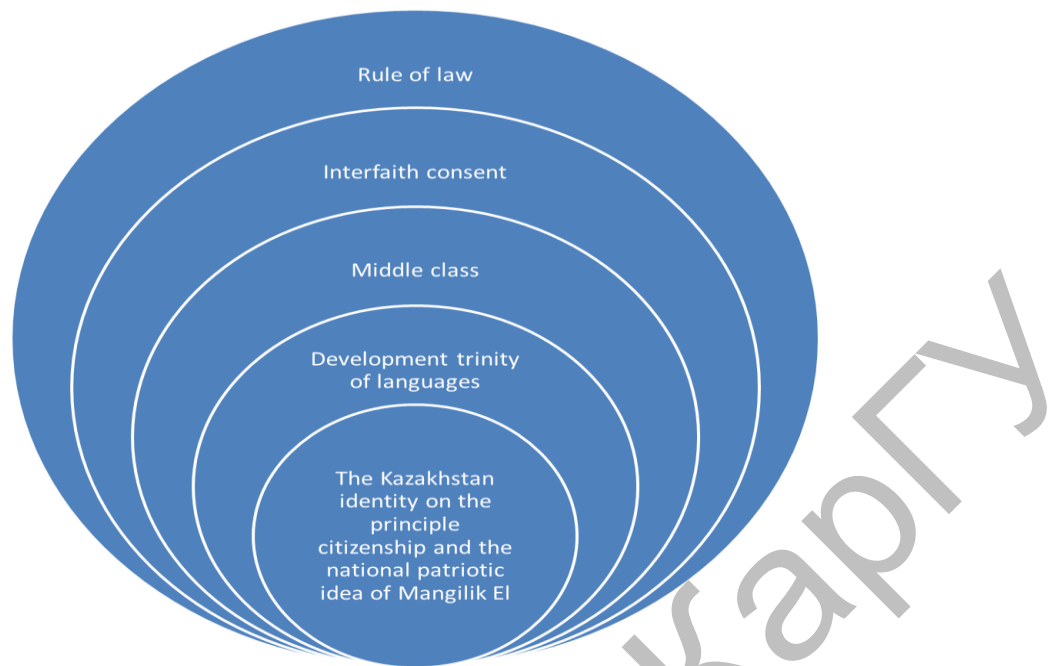 Rule of law
Interfaith consent
Middle class
Development trinity
of languages
The Kazakhstan
identity on the
principle
citizenship and the
national patriotic
idea of Mangilik El
КарГУ